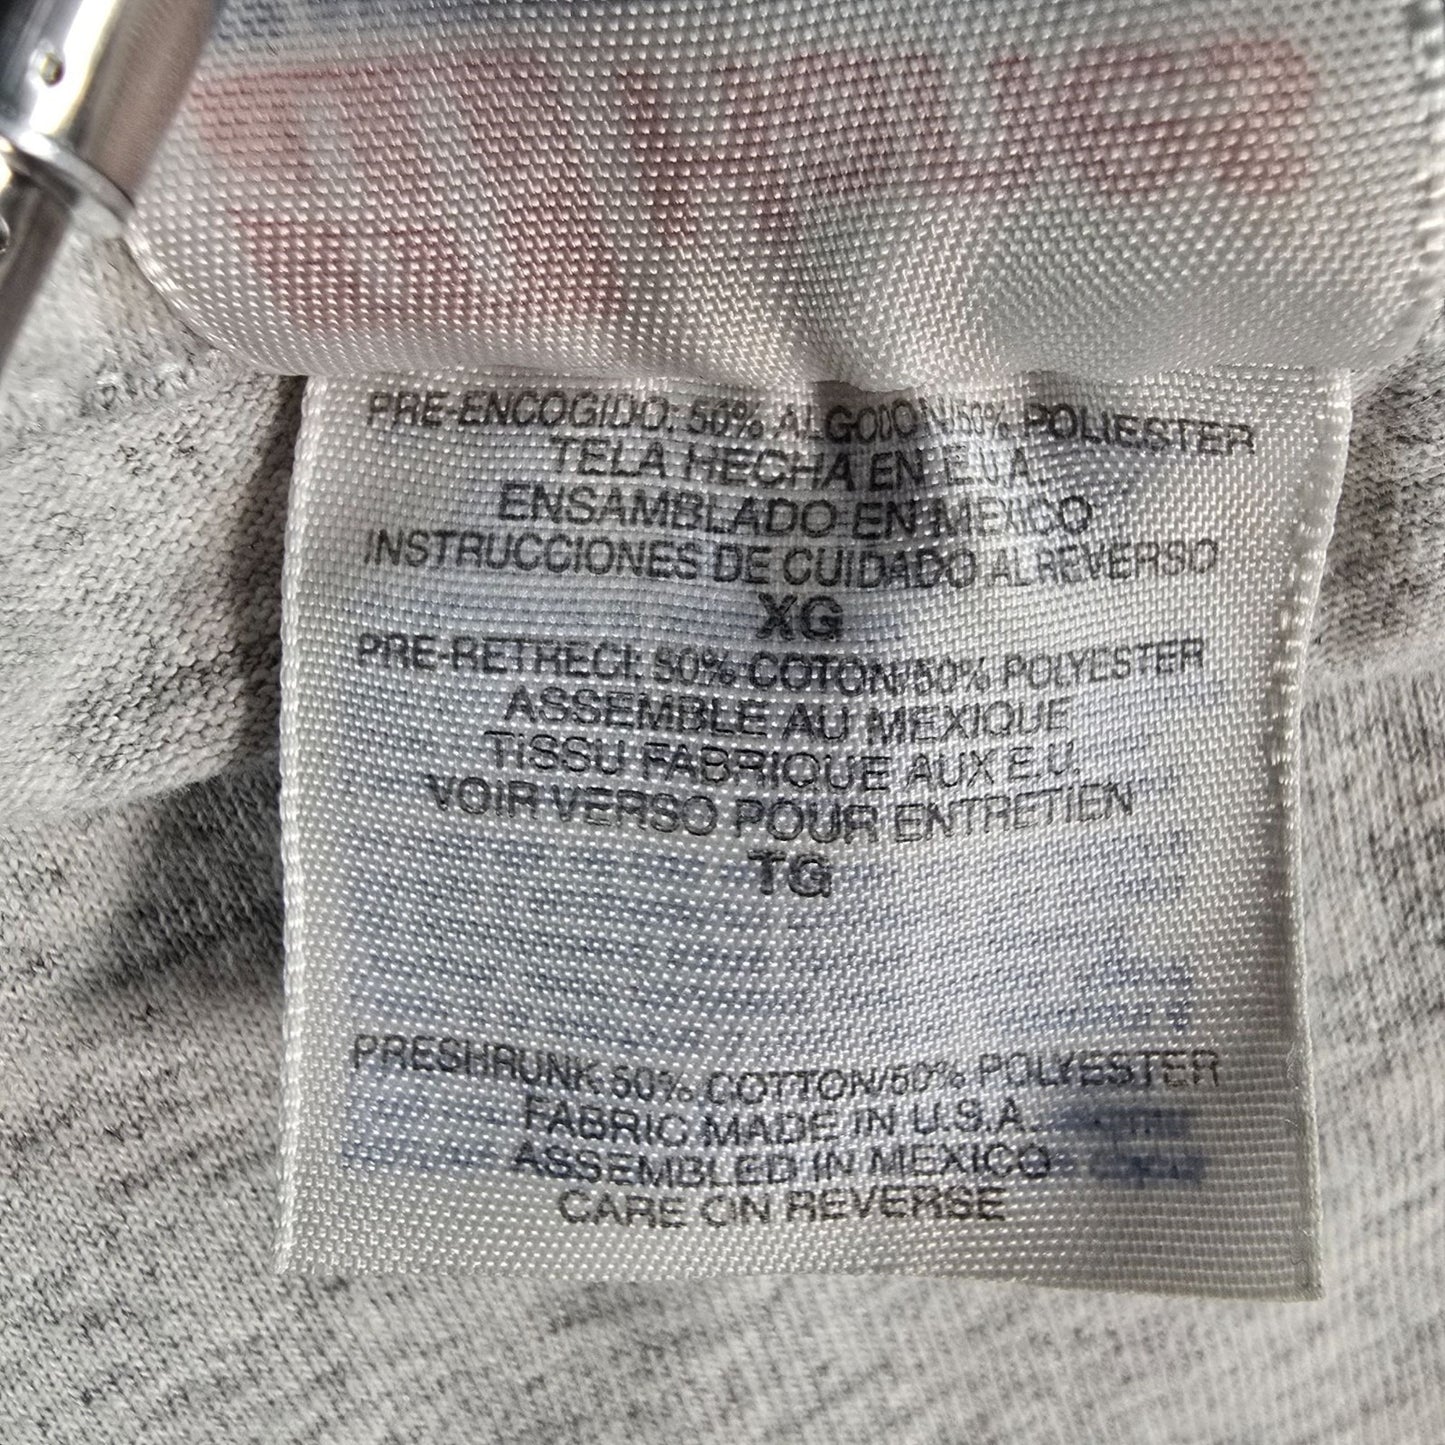 PRE-ENCOGIDO: 50% ALGODON/50% POLIESTER
TELA HECHA EN E.U.A.
ENSAMBLADO EN MEXICO
INSTRUCCIONES DE CUIDADO AL REVERSO
XG
PRE-RETRECI: 50% COTON/50% POLYESTER
ASSEMBLE AU MEXIQUE
TISSU FABRIQUE AUX E.U.
VOIR VERSO POUR ENTRETIEN
TG
PRESHRUNK 50% COTTON/50% POLYESTER
FABRIC MADE IN U.S.A.
ASSEMBLED IN MEXICO
CARE ON REVERSE